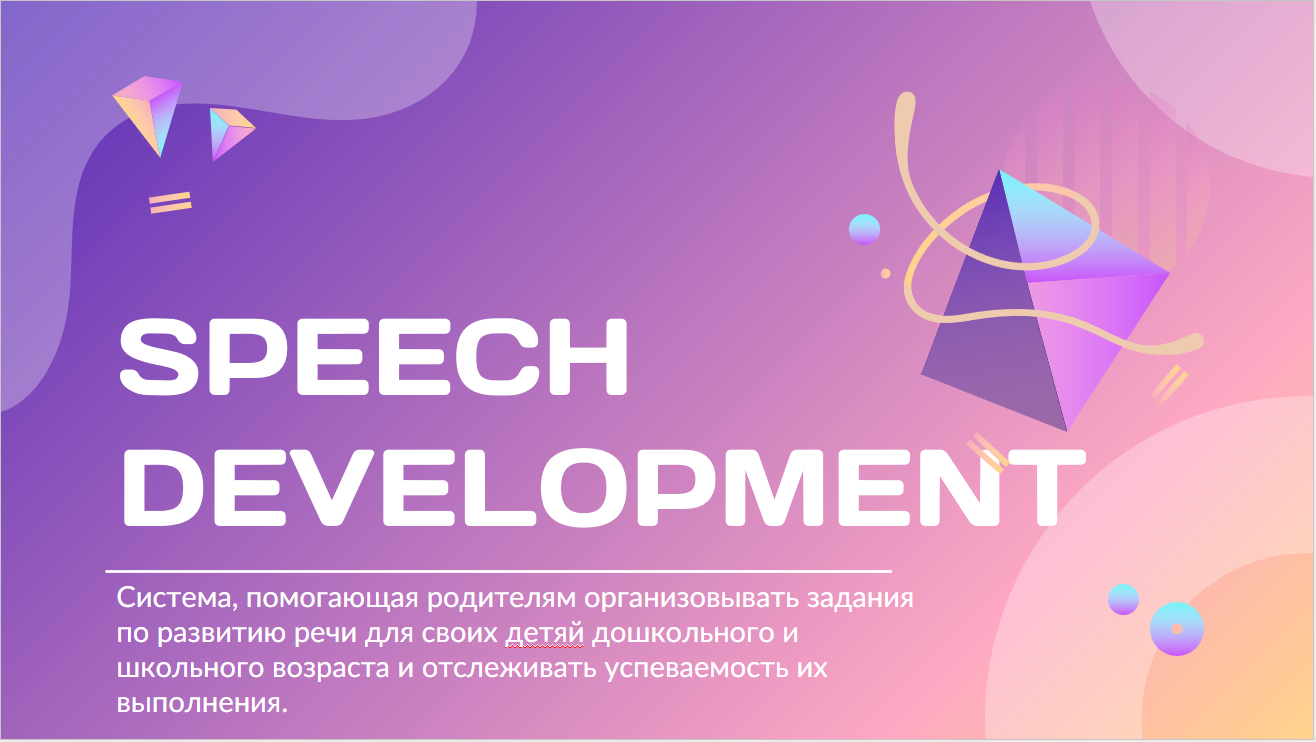 SPEECH
DEVELOPMENT
Система, помогающая родителям организовывать задания
по развитию речи для своих детяй дошкольного и
школьного возраста и отслеживать успеваемость их
выполнения.